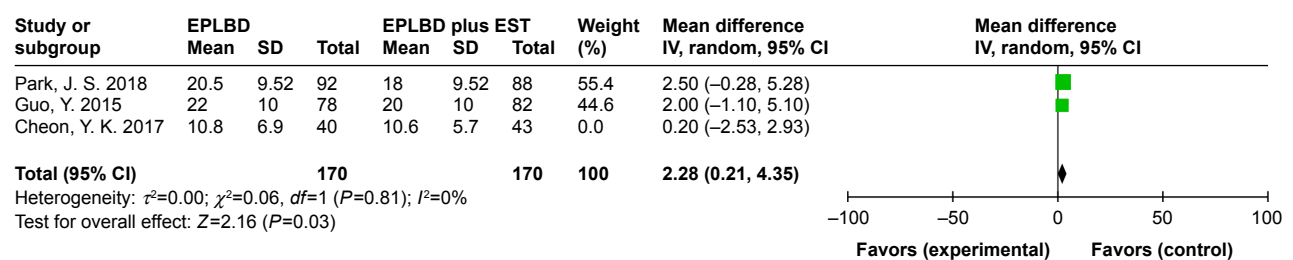 Study or EPLBD EPLBD plus EST Weight Mean difference Mean difference
subgroup Mean SD Total Mean SD Total (%) IV, random, 95% CI IV, random, 95% CI
Park, J. S. 2018 20.5 9.52 92 18 9.52 88 55.4 2.50 (–0.28, 5.28)
Guo, Y. 2015 22 10 78 20 10 82 44.6 2.00 (–1.10, 5.10)
Cheon, Y. K. 2017 10.8 6.9 40 10.6 5.7 43 0.0 0.20 (–2.53, 2.93)
Total (95% CI) 170 170 100 2.28 (0.21, 4.35)
Heterogeneity: τ²=0.00; χ²=0.06, df=1 (P=0.81); I²=0%
Test for overall effect: Z=2.16 (P=0.03)
–100 –50 0 50 100
Favors (experimental) Favors (control)